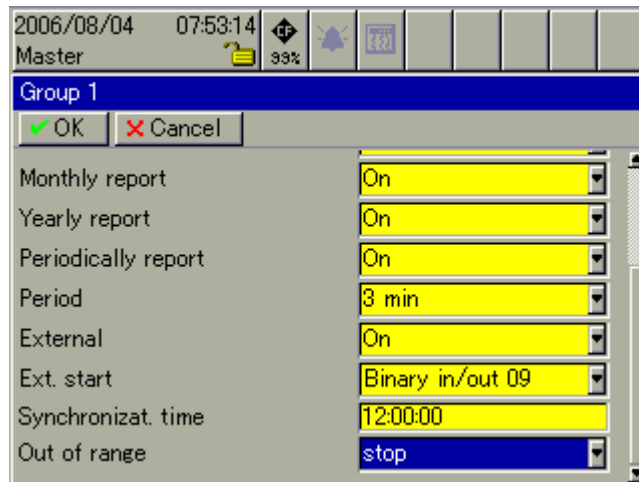 2006/08/04 07:53:14
Master
CF
99%
Group 1
OK Cancel
Monthly report On
Yearly report On
Periodically report On
Period 3 min
External On
Ext. start Binary in/out 09
Synchronizat. time 12:00:00
Out of range stop